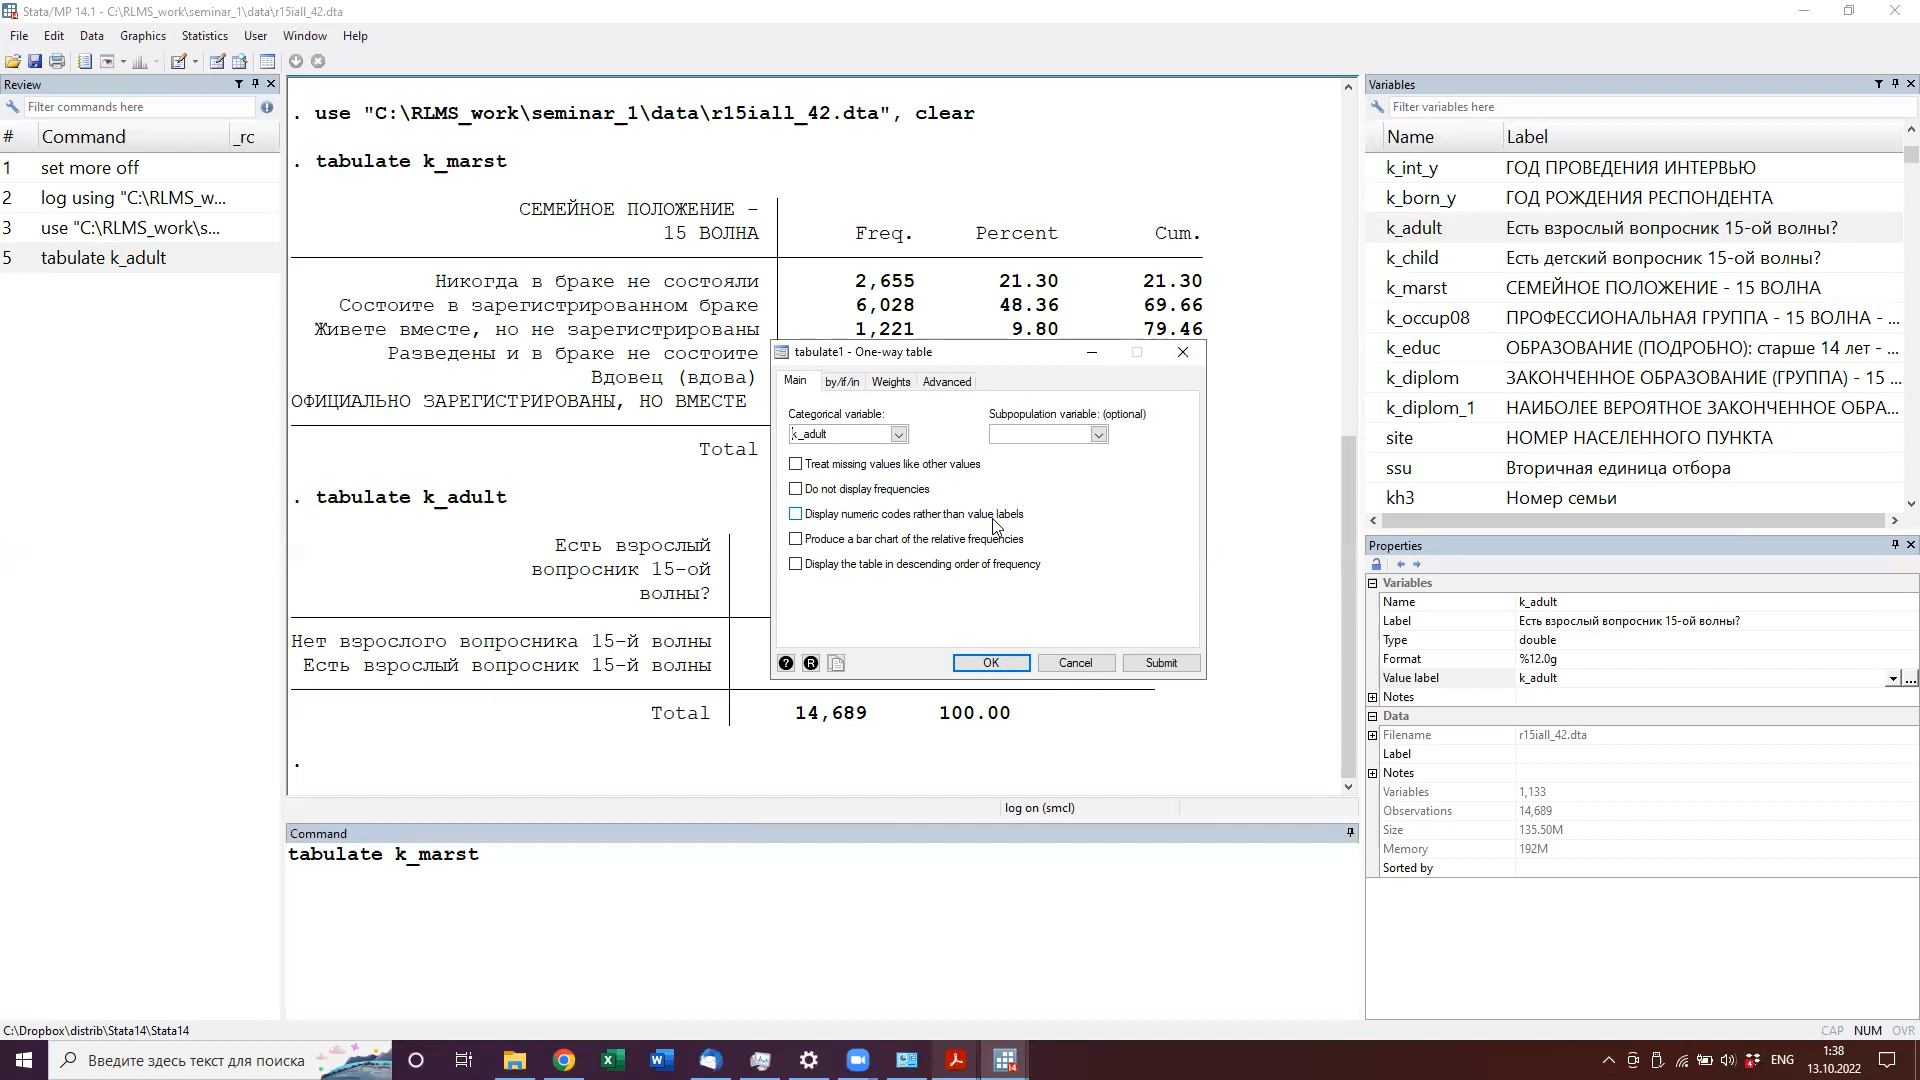 Stata/MP 14.1 - C:\RLMS_work\seminar_1\data\r15iall_42.dta
File Edit Data Graphics Statistics User Window Help
Review
Filter commands here
# Command _rc
1 set more off
2 log using "C:\RLMS_w...
3 use "C:\RLMS_work\s...
5 tabulate k_adult
. use "C:\RLMS_work\seminar_1\data\r15iall_42.dta", clear
. tabulate k_marst
СЕМЕЙНОЕ ПОЛОЖЕНИЕ -
15 ВОЛНА Freq. Percent Cum.
Никогда в браке не состояли 2,655 21.30 21.30
Состоите в зарегистрированном браке 6,028 48.36 69.66
Живете вместе, но не зарегистрированы 1,221 9.80 79.46
Разведены и в браке не состоите
Вдовец (вдова)
ОФИЦИАЛЬНО ЗАРЕГИСТРИРОВАНЫ, НО ВМЕСТЕ
Total
. tabulate k_adult
Есть взрослый
вопросник 15-ой
волны?
Нет взрослого вопросника 15-й волны
Есть взрослый вопросник 15-й волны
Total 14,689 100.00
.
tabulate1 - One-way table
Main by/if/in Weights Advanced
Categorical variable: Subpopulation variable: (optional)
k_adult
Treat missing values like other values
Do not display frequencies
Display numeric codes rather than value labels
Produce a bar chart of the relative frequencies
Display the table in descending order of frequency
? R OK Cancel Submit
log on (smcl)
Command
tabulate k_marst
Variables
Filter variables here
Name Label
k_int_y ГОД ПРОВЕДЕНИЯ ИНТЕРВЬЮ
k_born_y ГОД РОЖДЕНИЯ РЕСПОНДЕНТА
k_adult Есть взрослый вопросник 15-ой волны?
k_child Есть детский вопросник 15-ой волны?
k_marst СЕМЕЙНОЕ ПОЛОЖЕНИЕ - 15 ВОЛНА
k_occup08 ПРОФЕССИОНАЛЬНАЯ ГРУППА - 15 ВОЛНА - ...
k_educ ОБРАЗОВАНИЕ (ПОДРОБНО): старше 14 лет - ...
k_diplom ЗАКОНЧЕННОЕ ОБРАЗОВАНИЕ (ГРУППА) - 15 ...
k_diplom_1 НАИБОЛЕЕ ВЕРОЯТНОЕ ЗАКОНЧЕННОЕ ОБРА...
site НОМЕР НАСЕЛЕННОГО ПУНКТА
ssu Вторичная единица отбора
kh3 Номер семьи
Properties
Variables
Name k_adult
Label Есть взрослый вопросник 15-ой волны?
Type double
Format %12.0g
Value label k_adult
Notes
Data
Filename r15iall_42.dta
Label
Notes
Variables 1,133
Observations 14,689
Size 135.50M
Memory 192M
Sorted by
C:\Dropbox\distrib\Stata14\Stata14
CAP NUM OVR
Введите здесь текст для поиска
ENG
1:38
13.10.2022